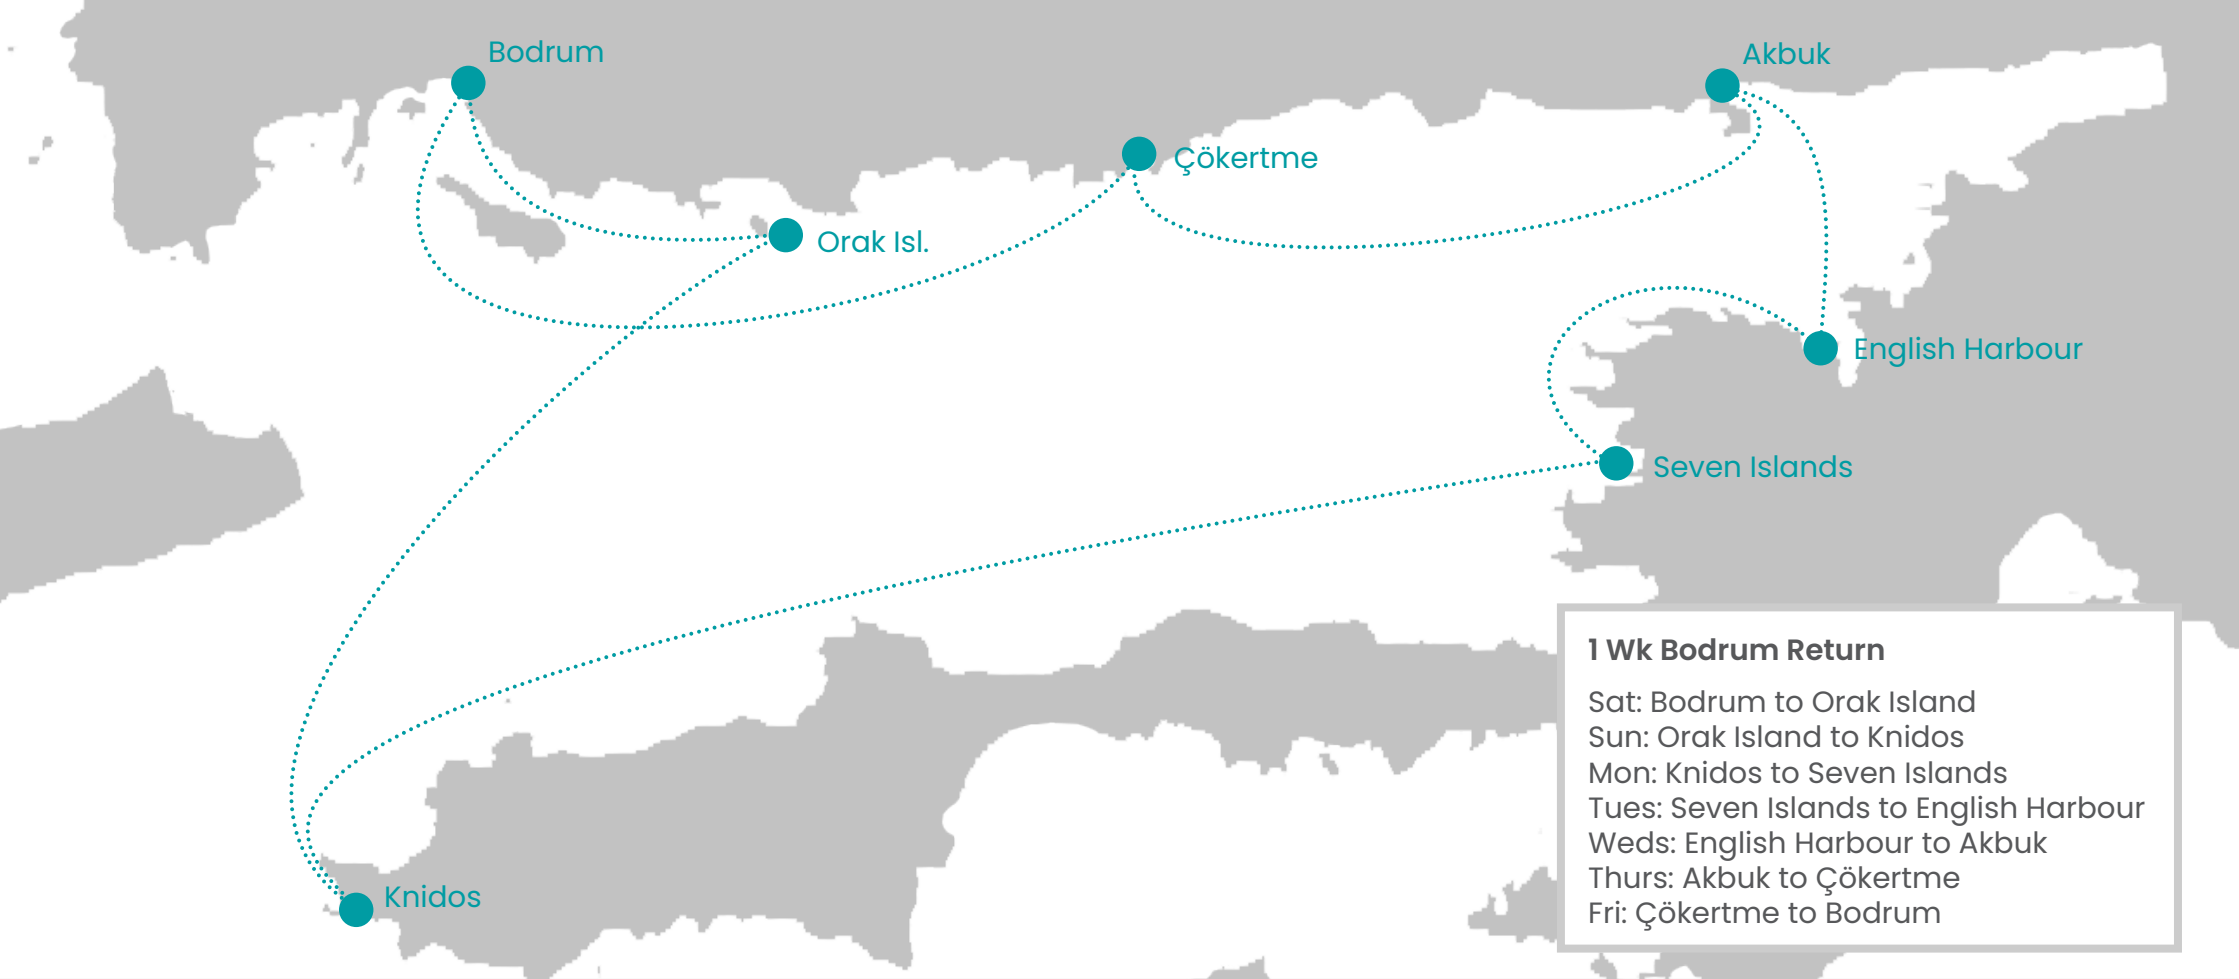 Bodrum
Akbuk
Çökertme
Orak Isl.
English Harbour
Seven Islands
Knidos
1 Wk Bodrum Return
Sat: Bodrum to Orak Island
Sun: Orak Island to Knidos
Mon: Knidos to Seven Islands
Tues: Seven Islands to English Harbour
Weds: English Harbour to Akbuk
Thurs: Akbuk to Çökertme
Fri: Çökertme to Bodrum